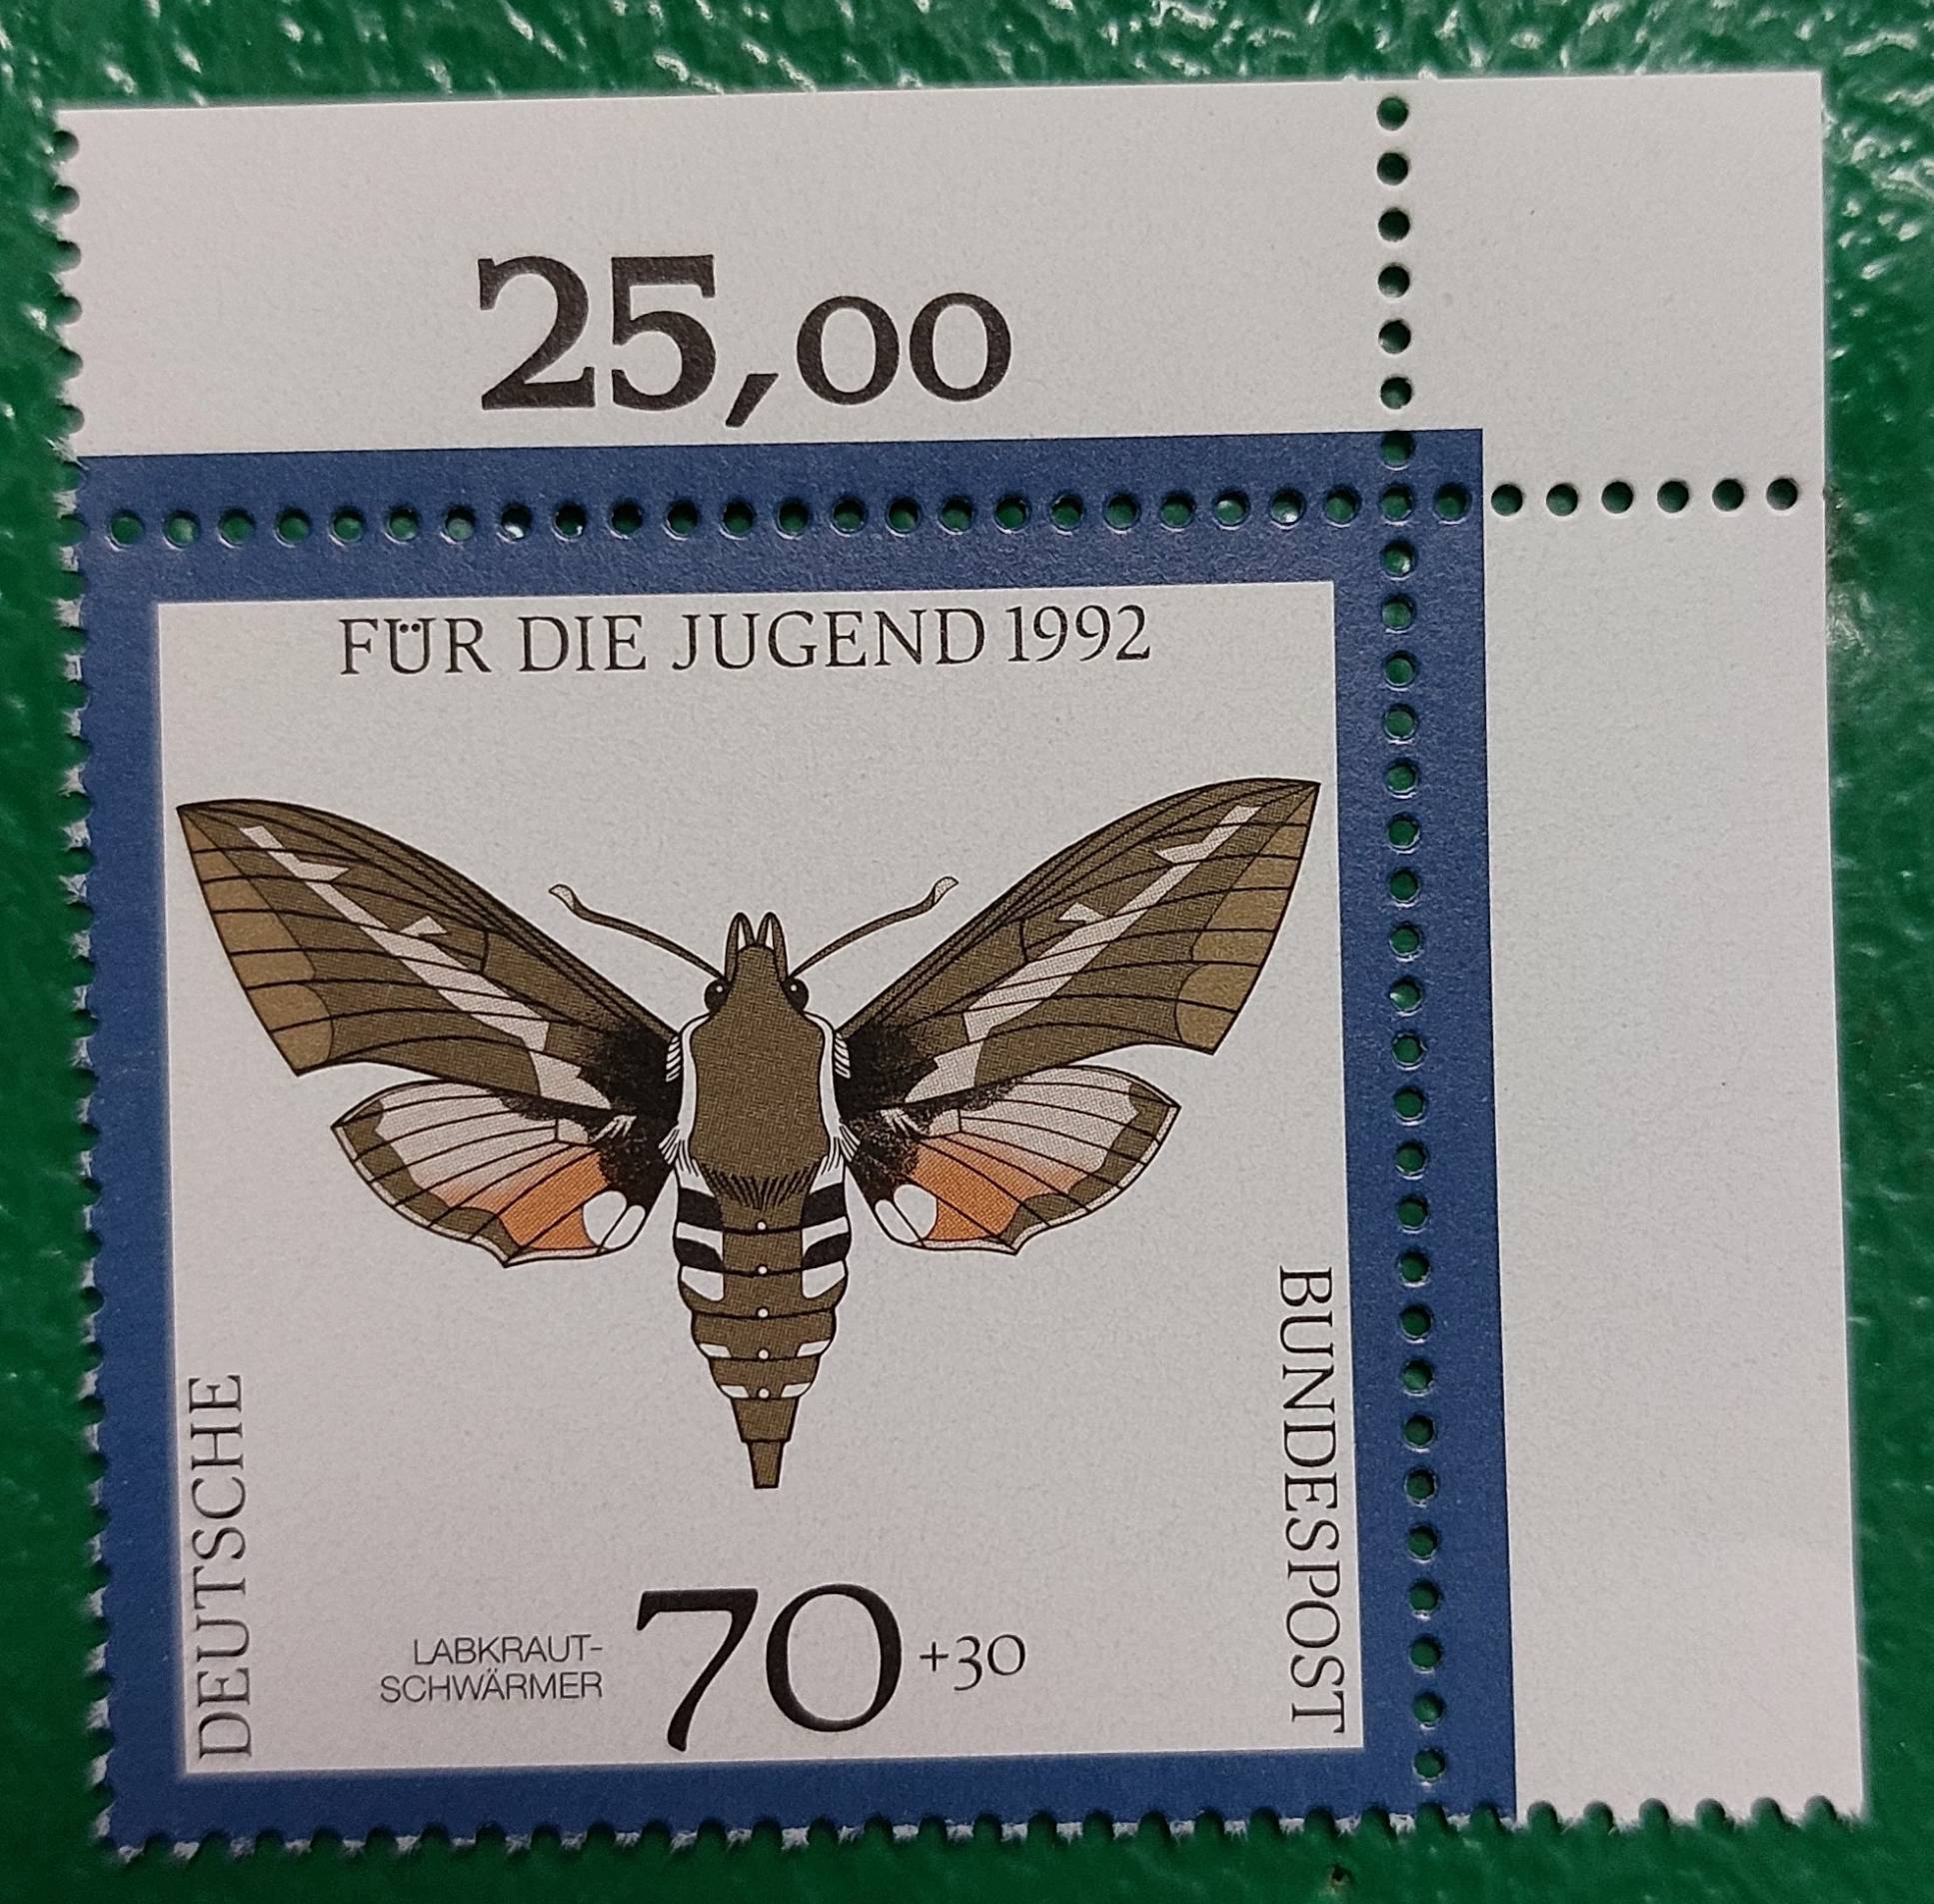 25,00
FÜR DIE JUGEND 1992
DEUTSCHE
BUNDESPOST
LABKRAUT-
SCHWÄRMER
70 +30